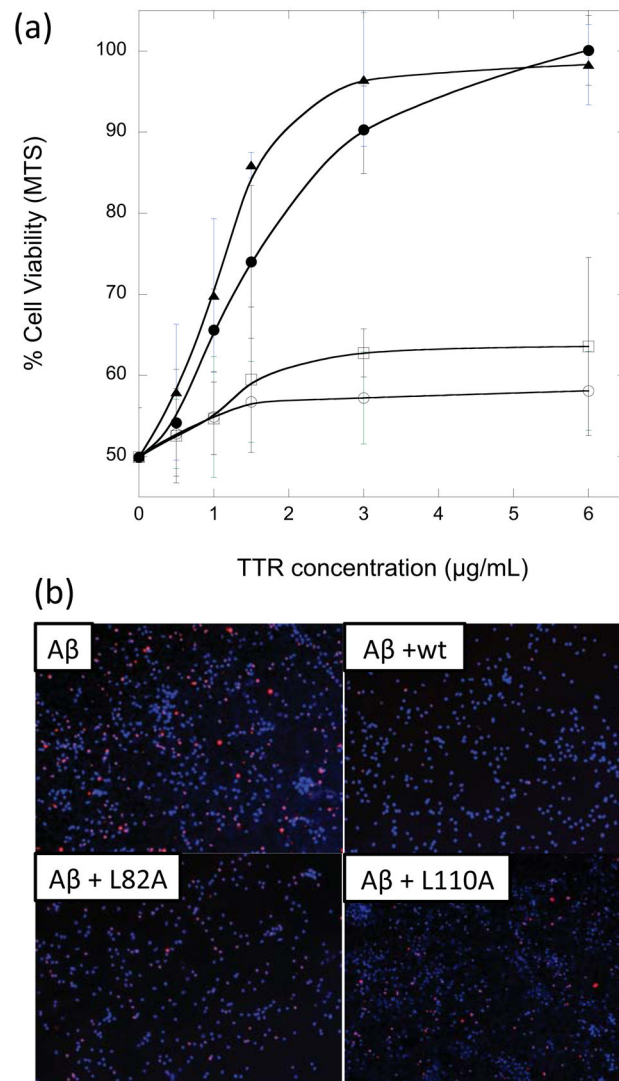 (a)
% Cell Viability (MTS)
100
90
80
70
60
50
0 1 2 3 4 5 6
TTR concentration (µg/mL)
(b)
Aβ
Aβ +wt
Aβ + L82A
Aβ + L110A